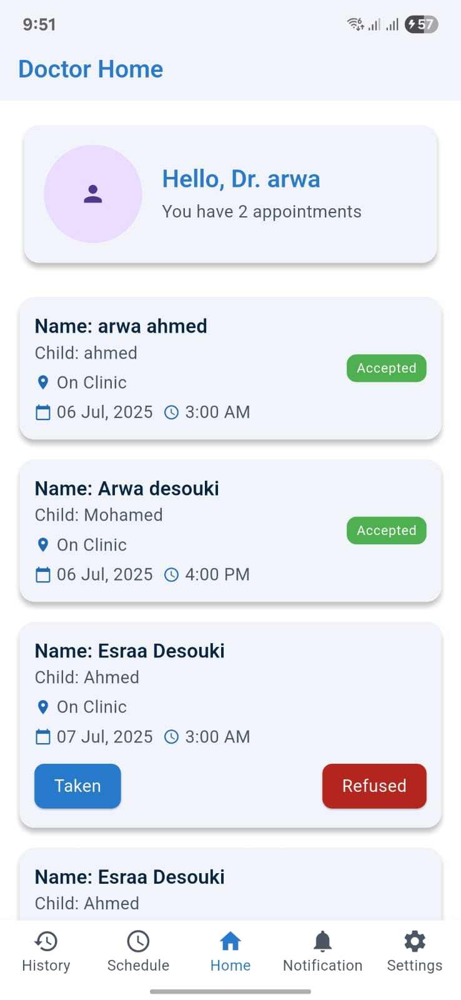 9:51
57
Doctor Home
Hello, Dr. arwa
You have 2 appointments
Name: arwa ahmed
Child: ahmed
On Clinic
Accepted
06 Jul, 2025 3:00 AM
Name: Arwa desouki
Child: Mohamed
On Clinic
Accepted
06 Jul, 2025 4:00 PM
Name: Esraa Desouki
Child: Ahmed
On Clinic
07 Jul, 2025 3:00 AM
Taken Refused
Name: Esraa Desouki
Child: Ahmed
History Schedule Home Notification Settings